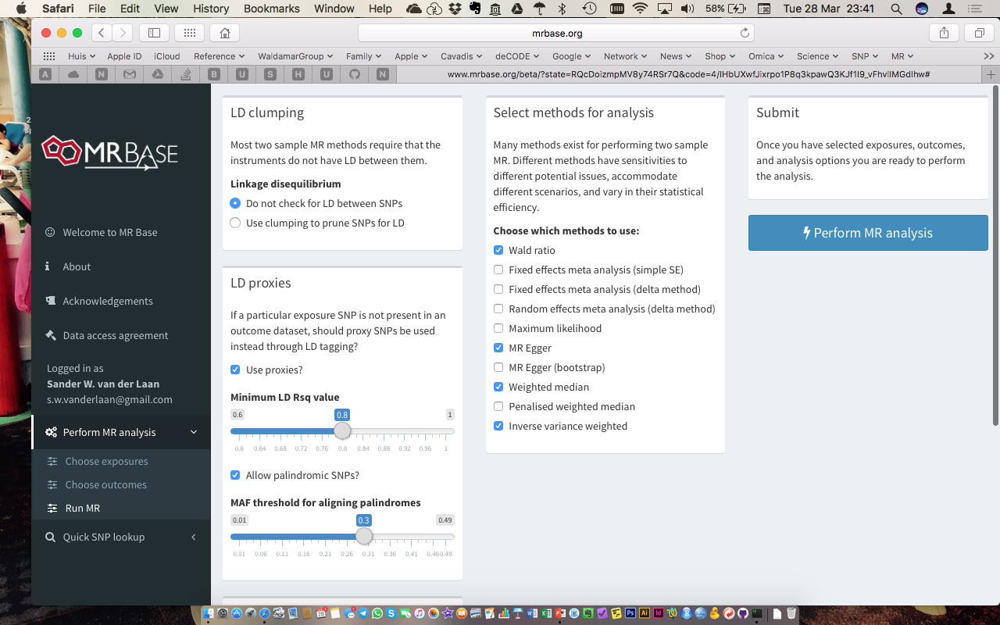 Safari File Edit View History Bookmarks Window Help 58% Tue 28 Mar 23:41
mrbase.org
Huis Apple ID iCloud Reference WaldamarGroup Family Apple Cavadis deCODE Google Network News Shop Omica Science SNP MR
A N B U S H U N www.mrbase.org/beta/?state=RQcDoizmpMV8y74RSr7Q&code=4/
MR BASE
Welcome to MR Base
About
Acknowledgements
Data access agreement
Logged in as
Sander W. van der Laan
s.w.vanderlaan@gmail.com
Perform MR analysis
Choose exposures
Choose outcomes
Run MR
Quick SNP lookup
LD clumping
Most two sample MR methods require that the
instruments do not have LD between them.
Linkage disequilibrium
Do not check for LD between SNPs
Use clumping to prune SNPs for LD
LD proxies
If a particular exposure SNP is not present in an
outcome dataset, should proxy SNPs be used
instead through LD tagging?
Use proxies?
Minimum LD Rsq value
0.6 0.8 1
0.6 0.64 0.68 0.72 0.76 0.8 0.84 0.88 0.92 0.96 1
Allow palindromic SNPs?
MAF threshold for aligning palindromes
0.01 0.3 0.49
0.01 0.06 0.11 0.16 0.21 0.26 0.31 0.36 0.41 0.46 0.49
Select methods for analysis
Many methods exist for performing two sample
MR. Different methods have sensitivities to
different potential issues, accommodate
different scenarios, and vary in their statistical
efficiency.
Choose which methods to use:
Wald ratio
Fixed effects meta analysis (simple SE)
Fixed effects meta analysis (delta method)
Random effects meta analysis (delta method)
Maximum likelihood
MR Egger
MR Egger (bootstrap)
Weighted median
Penalised weighted median
Inverse variance weighted
Submit
Once you have selected exposures, outcomes,
and analysis options you are ready to perform
the analysis.
Perform MR analysis